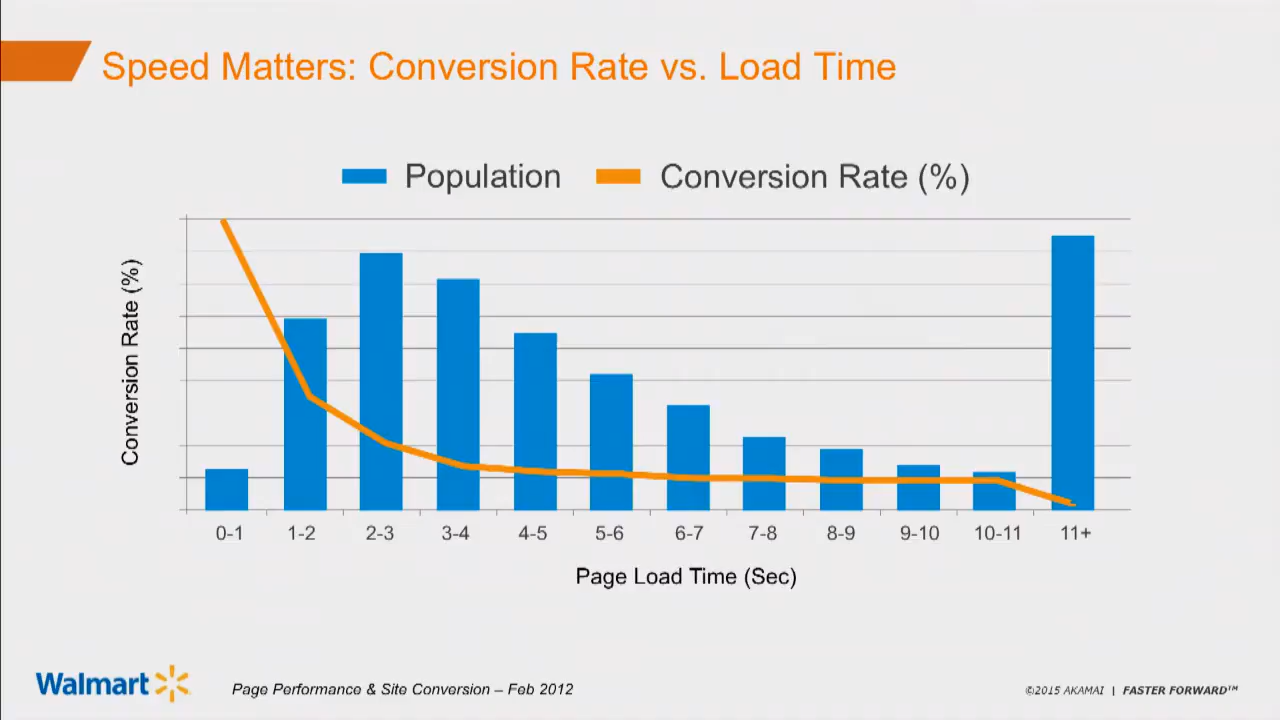 Speed Matters: Conversion Rate vs. Load Time
Population Conversion Rate (%)
Conversion Rate (%)
0-1 1-2 2-3 3-4 4-5 5-6 6-7 7-8 8-9 9-10 10-11 11+
Page Load Time (Sec)
Walmart
Page Performance & Site Conversion – Feb 2012
©2015 AKAMAI | FASTER FORWARD™